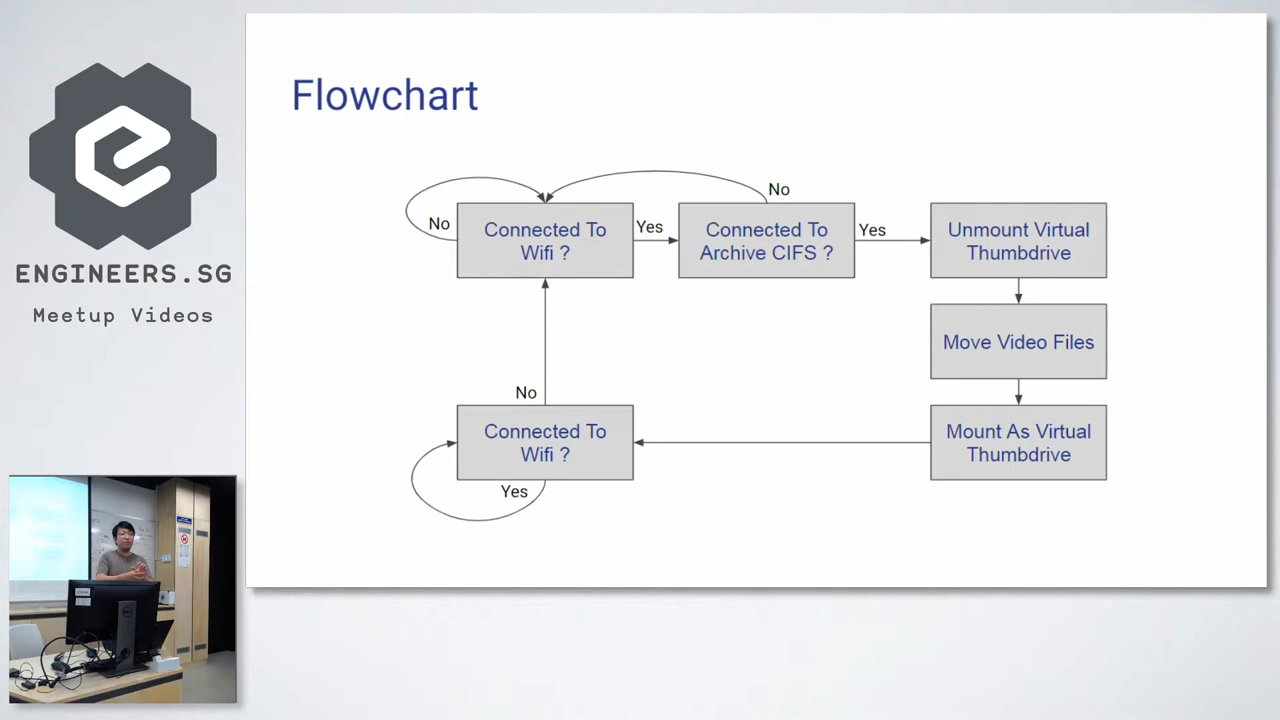 ENGINEERS.SG
Meetup Videos
Flowchart
No
No
Connected To
Wifi ?
Yes
Connected To
Archive CIFS ?
Yes
Unmount Virtual
Thumbdrive
Move Video Files
No
Connected To
Wifi ?
Yes
Mount As Virtual
Thumbdrive